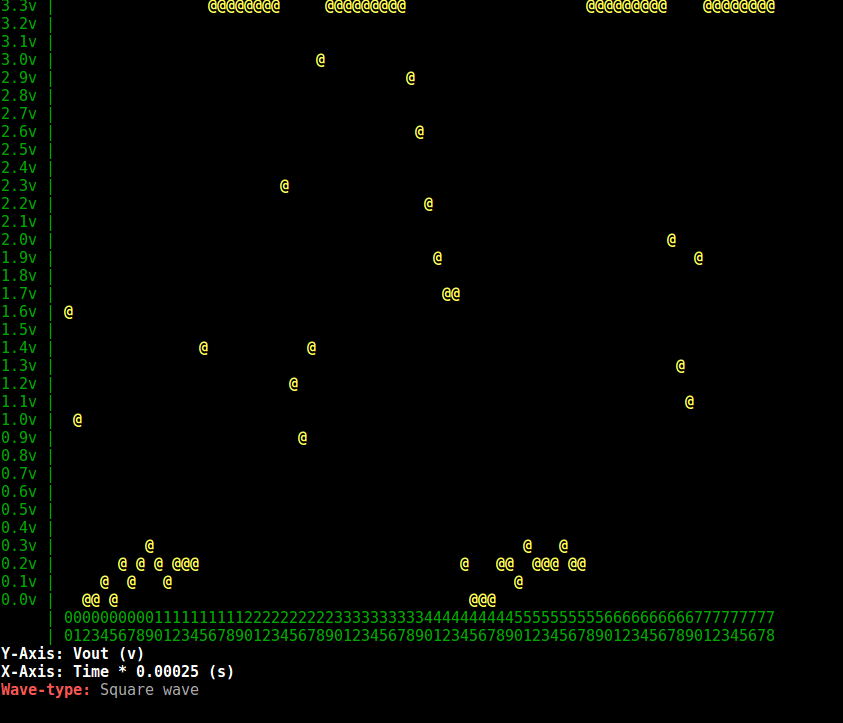 3.3v | @@@@@@@@ @@@@@@@@@ @@@@@@@@@ @@@@@@@@
3.2v |
3.1v |
3.0v | @
2.9v | @
2.8v |
2.7v |
2.6v | @
2.5v |
2.4v |
2.3v | @
2.2v | @
2.1v |
2.0v | @
1.9v | @ @
1.8v |
1.7v | @@
1.6v | @
1.5v |
1.4v | @ @
1.3v | @
1.2v | @
1.1v | @
1.0v | @
0.9v | @
0.8v |
0.7v |
0.6v |
0.5v |
0.4v |
0.3v | @ @ @
0.2v | @ @ @ @@@ @ @@ @@@ @@
0.1v | @ @ @ @
0.0v | @@ @ @@@
| 0000000000111111111122222222223333333333444444444455555555556666666666777777777
| 0123456789012345678901234567890123456789012345678901234567890123456789012345678
Y-Axis: Vout (v)
X-Axis: Time * 0.00025 (s)
Wave-type: Square wave